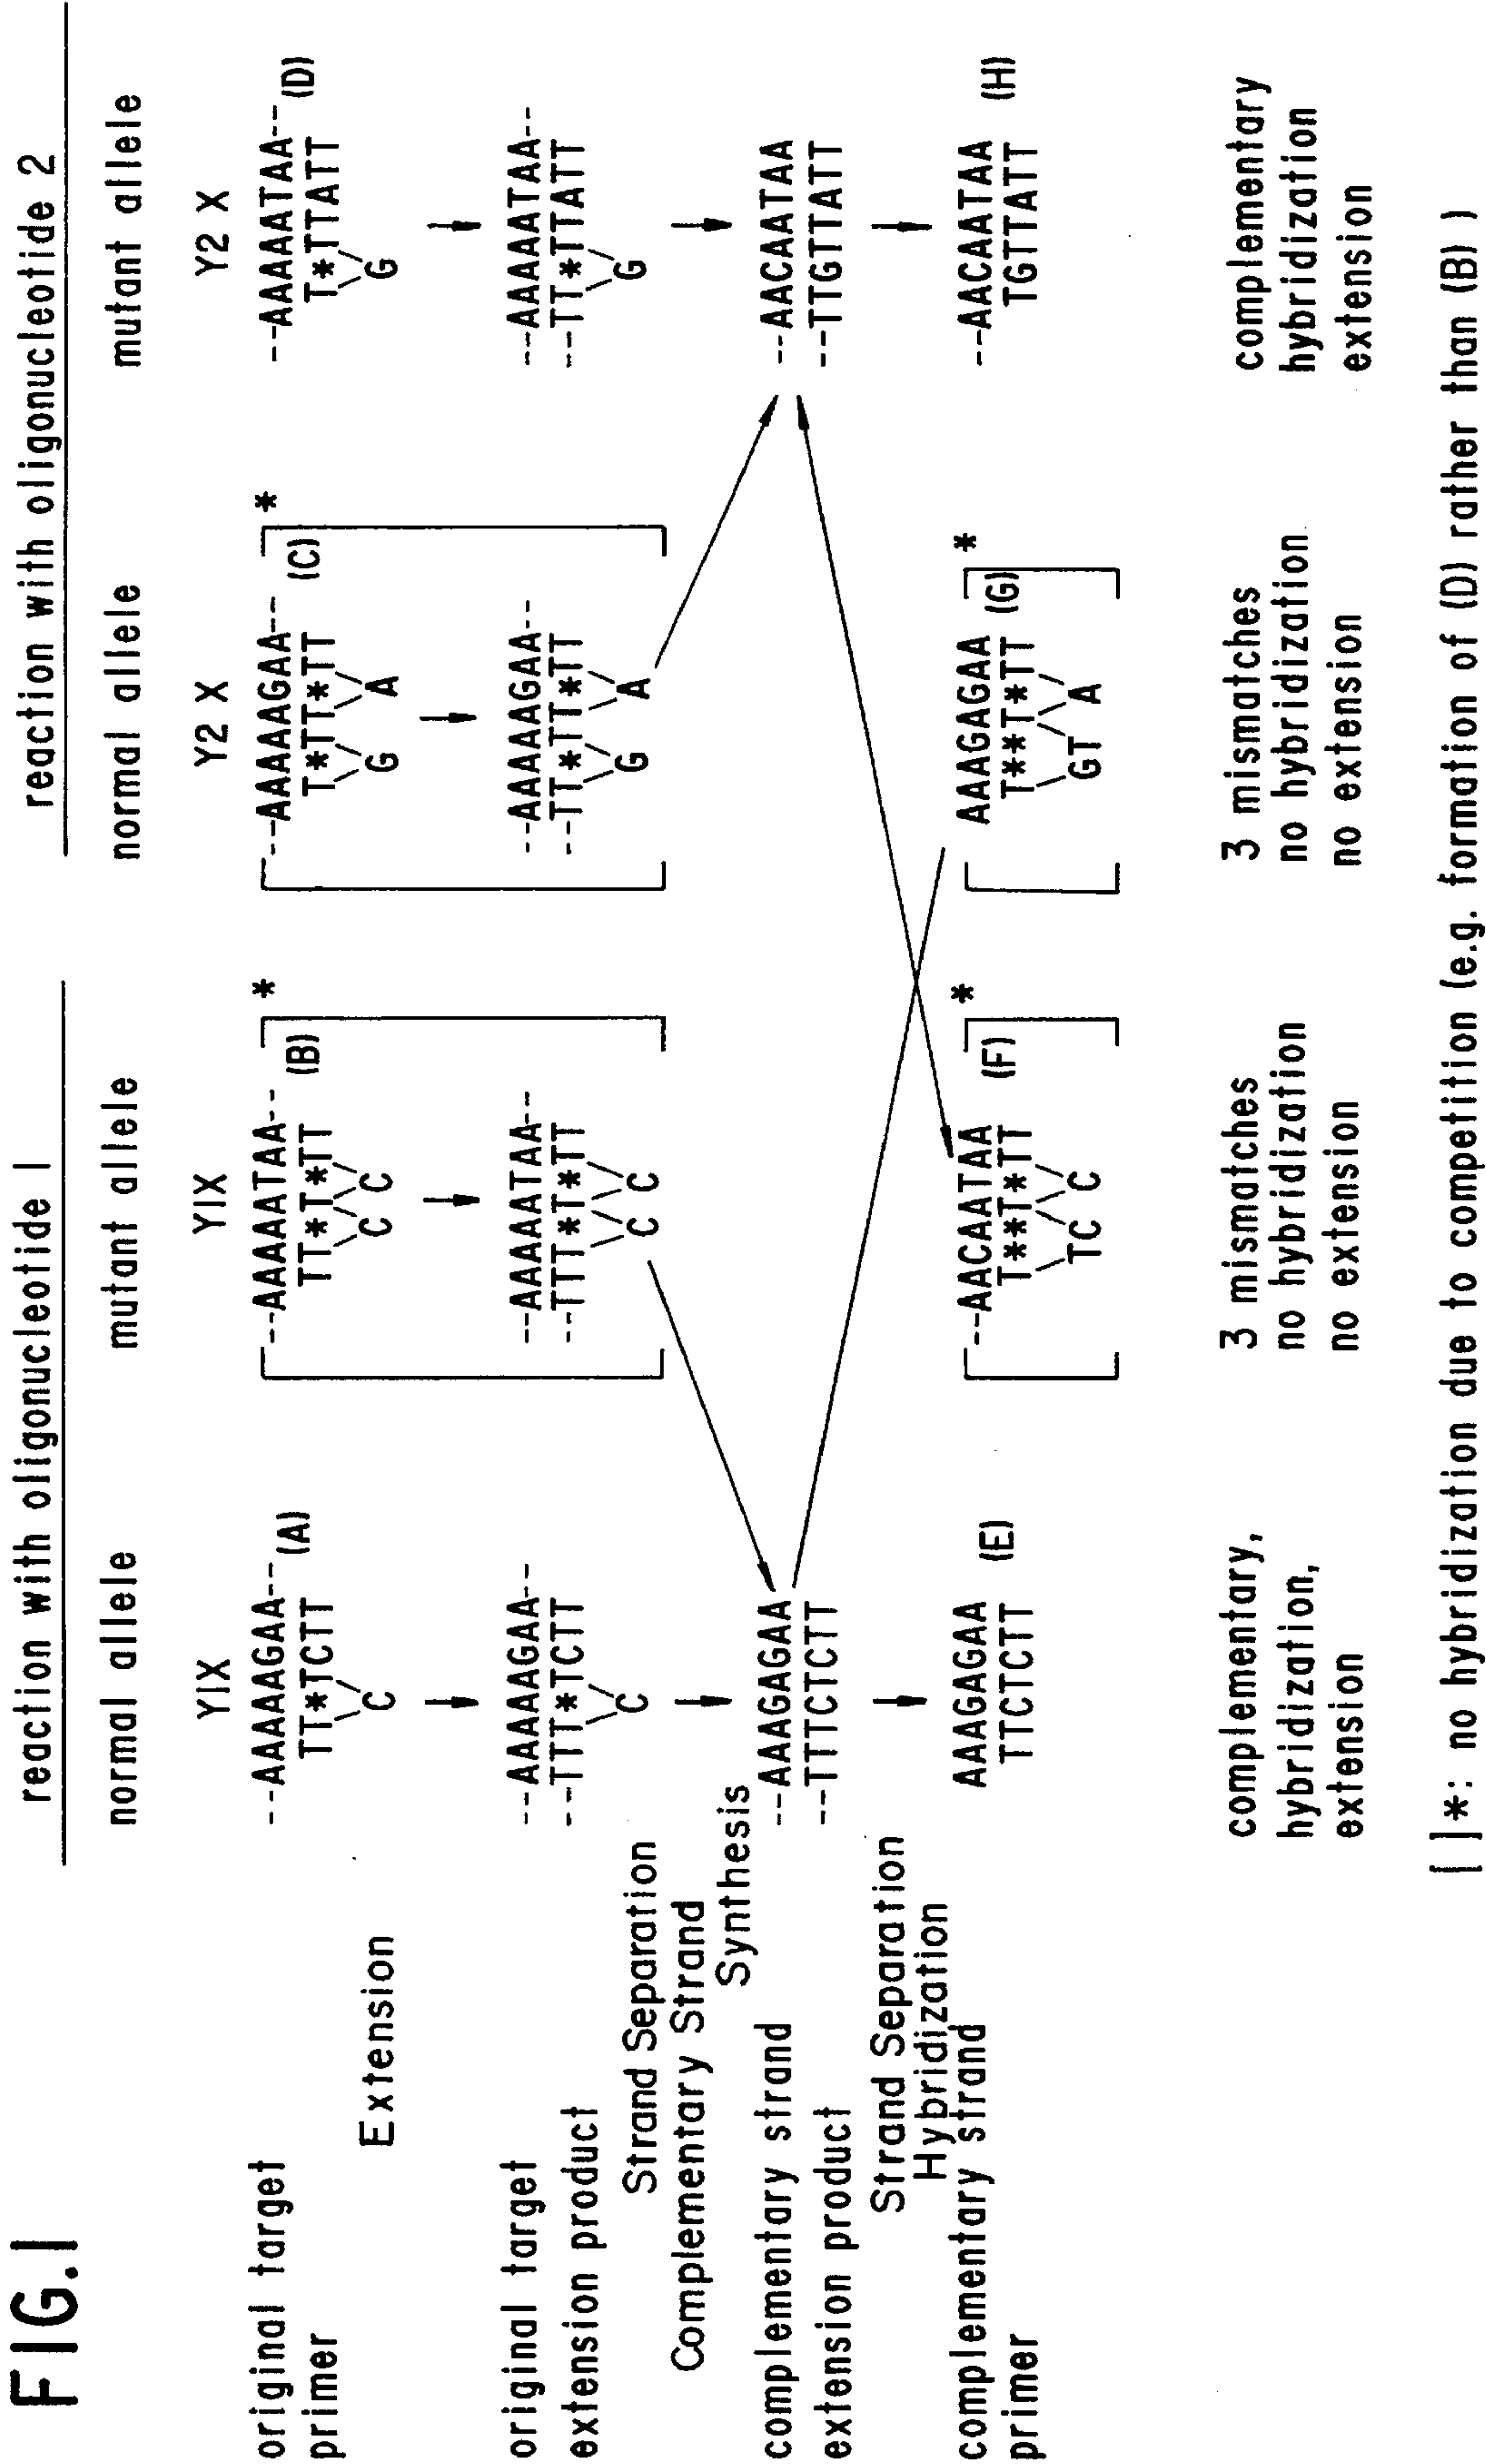 FIG.1
reaction with oligonucleotide 1
reaction with oligonucleotide 2
normal allele
mutant allele
normal allele
mutant allele
Y1X
Y1X
Y2 X
Y2 X
original target
primer
--AAAAAGAA-- (A)
TT*TCTT
C
--AAAAATAA-- (B) *
TT*T*TT
C C
--AAAAAGAA-- (C) *
T*TT*TT
G A
--AAAAATAA-- (D)
T*TTATT
G
Extension
original target
extension product
--AAAAAGAA--
--TTT*TCTT
C
--AAAAATAA--
--TTT*T*TT
C C
--AAAAAGAA--
--TT*TT*TT
G A
--AAAAATAA--
--TT*TTATT
G
Strand Separation
Complementary Strand
Synthesis
complementary strand
extension product
--AAAGAGAA
--TTTCTCTT
--AACAATAA
--TTGTTATT
Strand Separation
Hybridization
complementary strand
primer
AAAGAGAA (E)
TTCTCTT
--AACAATAA (F) *
T**T*TT
TC C
AAAGAGAA (G) *
T**T*TT
GT A
--AACAATAA (H)
TGTTATT
complementary,
hybridization,
extension
3 mismatches
no hybridization
no extension
3 mismatches
no hybridization
no extension
complementary
hybridization
extension
[ ]*: no hybridization due to competition (e.g. formation of (D) rather than (B) )